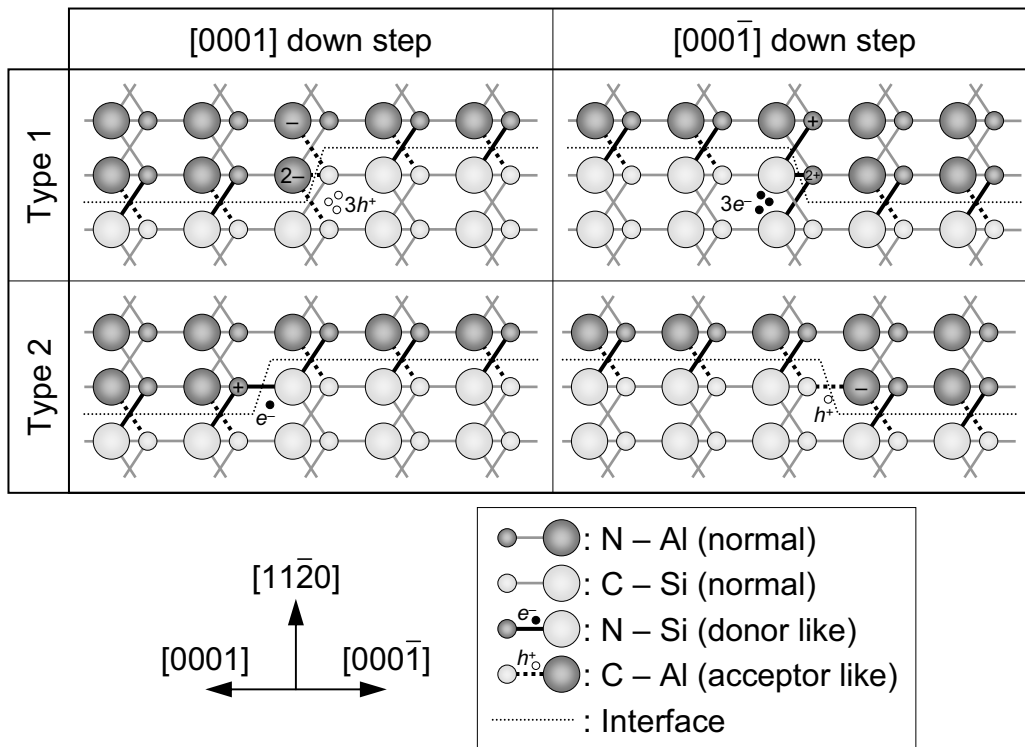 [0001] down step
[0001̄] down step
Type 1
–
2–
3h⁺
+
2+
3e⁻
Type 2
+
e⁻
–
h⁺
[112̄0]
[0001]
[0001̄]
: N – Al (normal)
: C – Si (normal)
e⁻
: N – Si (donor like)
h⁺
: C – Al (acceptor like)
: Interface